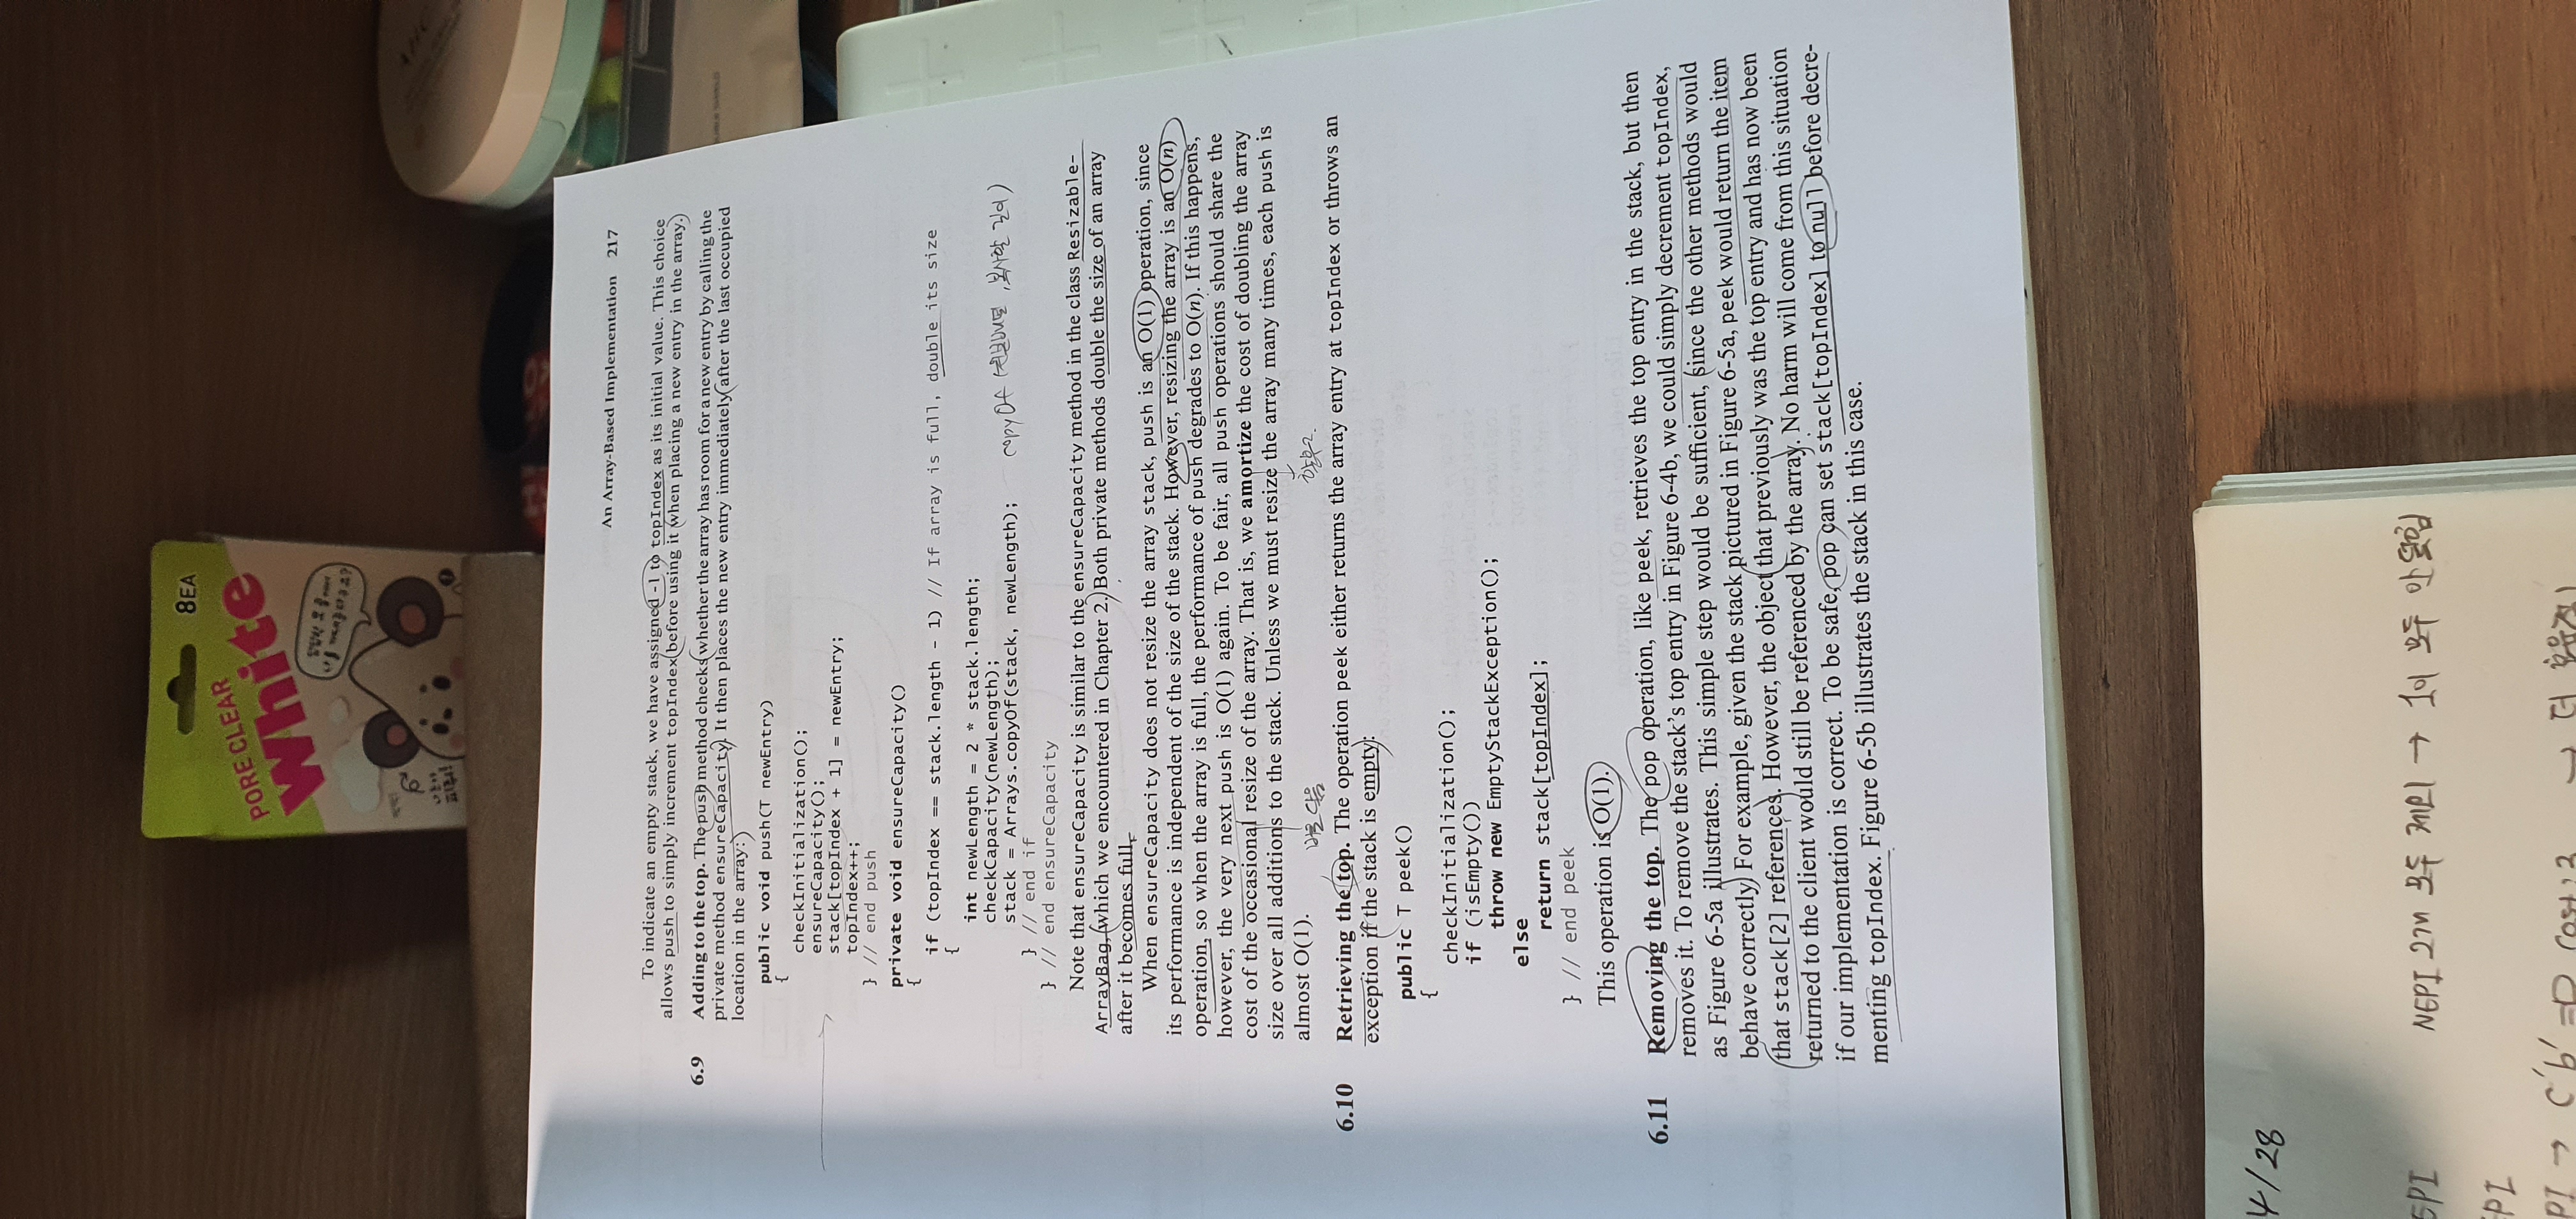 8EA
PORE CLEAR
White
An Array-Based Implementation 217
To indicate an empty stack, we have assigned -1 to topIndex as its initial value. This choice
allows push to simply increment topIndex before using it when placing a new entry in the array.
6.9 Adding to the top. The push method checks whether the array has room for a new entry by calling the
private method ensureCapacity. It then places the new entry immediately after the last occupied
location in the array:
public void push(T newEntry)
{
checkInitialization();
ensureCapacity();
stack[topIndex + 1] = newEntry;
topIndex++;
} // end push
private void ensureCapacity()
{
if (topIndex == stack.length - 1) // If array is full, double its size
{
int newLength = 2 * stack.length;
checkCapacity(newLength);
stack = Arrays.copyOf(stack, newLength); copyOf (원본배열, 복사할 길이)
} // end if
} // end ensureCapacity
Note that ensureCapacity is similar to the ensureCapacity method in the class Resizable-
ArrayBag, which we encountered in Chapter 2. Both private methods double the size of an array
after it becomes full.
When ensureCapacity does not resize the array stack, push is an O(1) operation, since
its performance is independent of the size of the stack. However, resizing the array is an O(n)
operation, so when the array is full, the performance of push degrades to O(n). If this happens,
however, the very next push is O(1) again. To be fair, all push operations should share the
cost of the occasional resize of the array. That is, we amortize the cost of doubling the array
size over all additions to the stack. Unless we must resize the array many times, each push is
almost O(1).
6.10 Retrieving the top. The operation peek either returns the array entry at topIndex or throws an
exception if the stack is empty:
public T peek()
{
checkInitialization();
if (isEmpty())
throw new EmptyStackException();
else
return stack[topIndex];
} // end peek
This operation is O(1).
6.11 Removing the top. The pop operation, like peek, retrieves the top entry in the stack, but then
removes it. To remove the stack's top entry in Figure 6-4b, we could simply decrement topIndex,
as Figure 6-5a illustrates. This simple step would be sufficient, since the other methods would
behave correctly. For example, given the stack pictured in Figure 6-5a, peek would return the item
that stack[2] references. However, the object that previously was the top entry and has now been
returned to the client would still be referenced by the array. No harm will come from this situation
if our implementation is correct. To be safe, pop can set stack[topIndex] to null before decre-
menting topIndex. Figure 6-5b illustrates the stack in this case.
4/28
EPI NEPI 2개 모두 제외 → 1이 모두 안 덮임
PI
PI → c'b' ⇒ cost: 2 → 더 효율적!